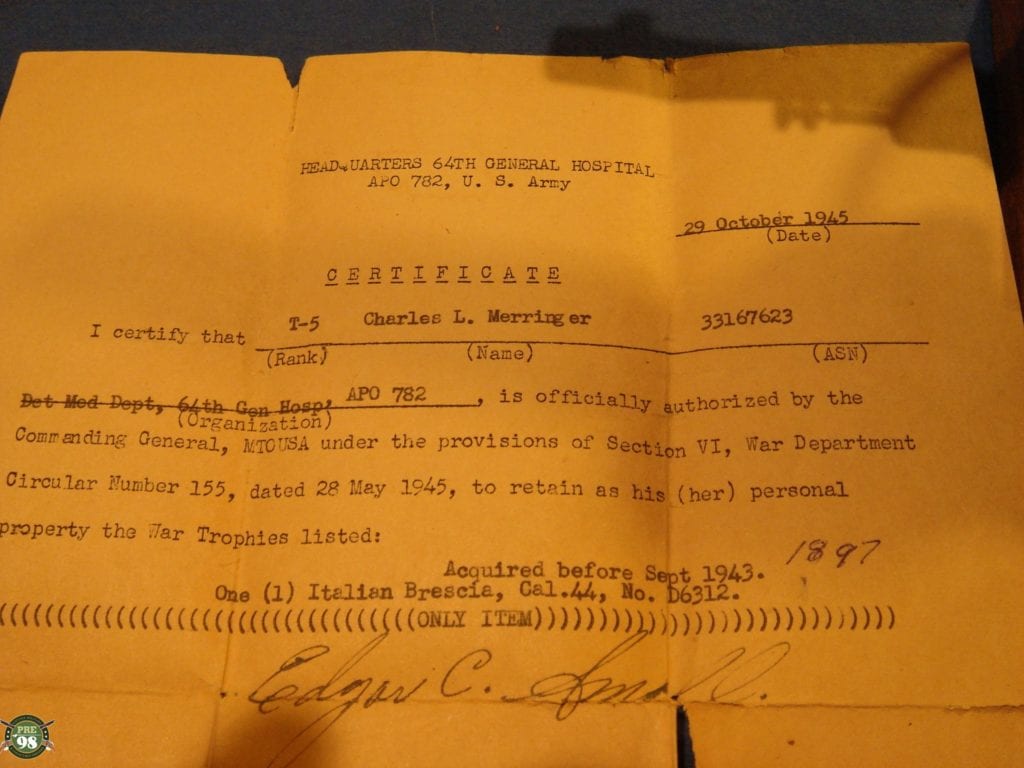 HEADQUARTERS 64TH GENERAL HOSPITAL
APO 782, U. S. Army
29 October 1945
(Date)
C E R T I F I C A T E
I certify that T-5 Charles L. Merringer 33167623
(Rank) (Name) (ASN)
Det Med Dept, 64th Gen Hosp, APO 782, is officially authorized by the
(Organization)
Commanding General, MTOUSA under the provisions of Section VI, War Department
Circular Number 155, dated 28 May 1945, to retain as his (her) personal
property the War Trophies listed:
Acquired before Sept 1943. 1897
One (1) Italian Brescia, Cal.44, No. D6312.
((((((((((((((((((((((((((((((((((((ONLY ITEM))))))))))))))))))))))))))))))))
Edgar C. Small.
PRE
98